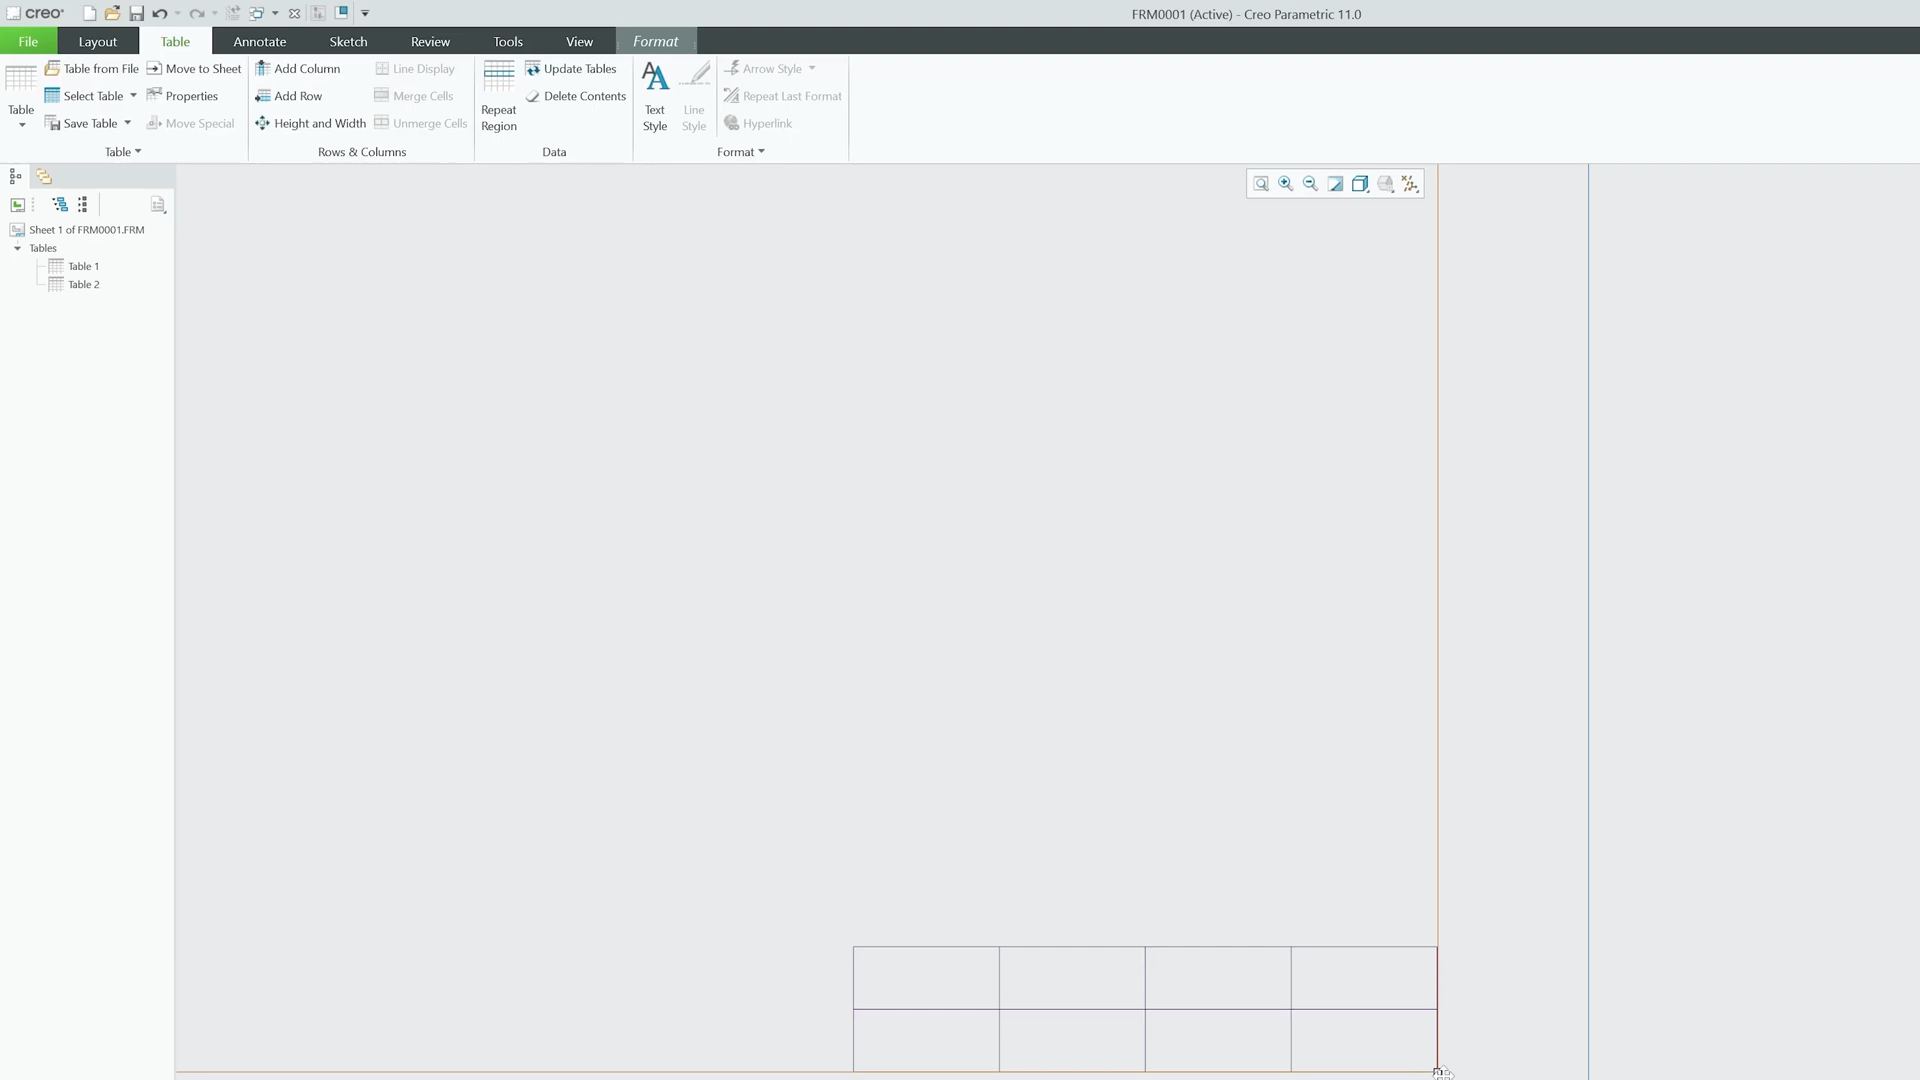 creo
FRM0001 (Active) - Creo Parametric 11.0
File Layout Table Annotate Sketch Review Tools View Format
Table from File Move to Sheet Add Column Line Display Update Tables Arrow Style
Select Table Properties Add Row Merge Cells Delete Contents Repeat Last Format
Table Repeat Region Text Style Line Style
Save Table Move Special Height and Width Unmerge Cells Hyperlink
Table Rows & Columns Data Format
Sheet 1 of FRM0001.FRM
Tables
Table 1
Table 2